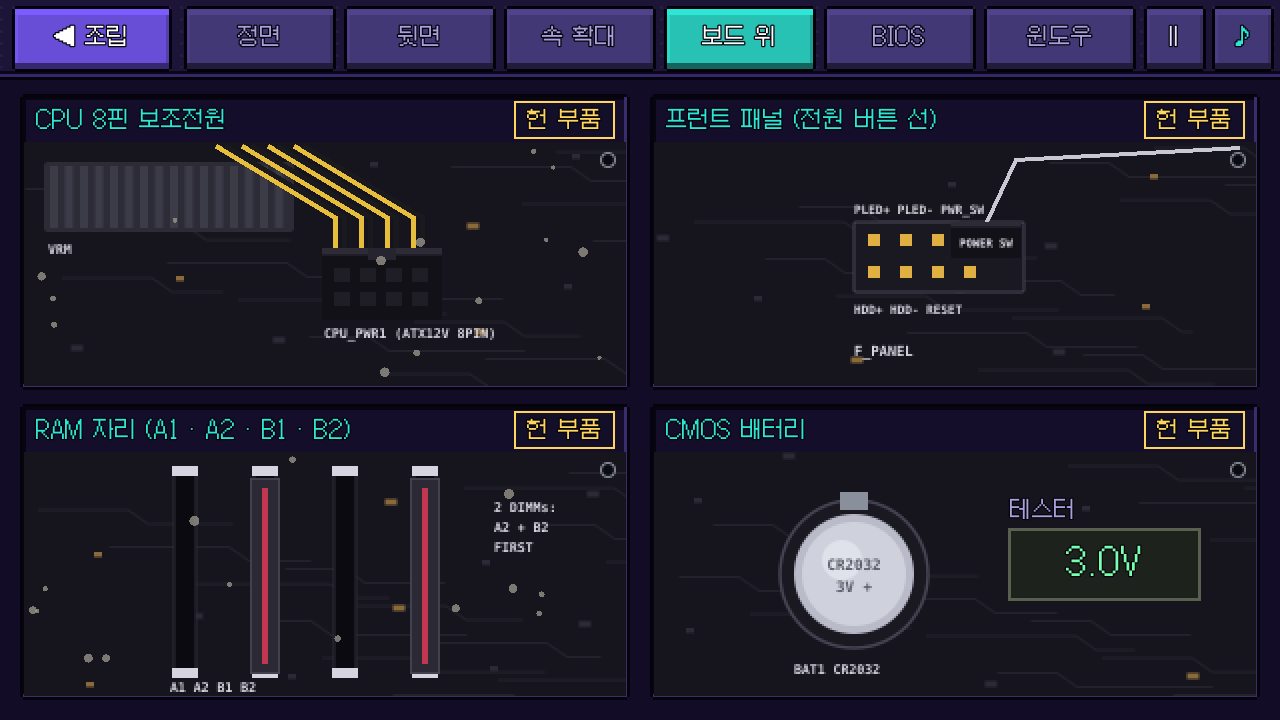 ◀ 조립 정면 뒷면 속 확대 보드 위 BIOS 윈도우 || ♪
CPU 8핀 보조전원 헌 부품
VRM
CPU_PWR1 (ATX12V 8PIN)
프런트 패널 (전원 버튼 선) 헌 부품
PLED+ PLED- PWR_SW
POWER SW
HDD+ HDD- RESET
F_PANEL
RAM 자리 (A1 · A2 · B1 · B2) 헌 부품
2 DIMMs:
A2 + B2
FIRST
A1 A2 B1 B2
CMOS 배터리 헌 부품
CR2032
3V +
BAT1 CR2032
테스터
3.0V